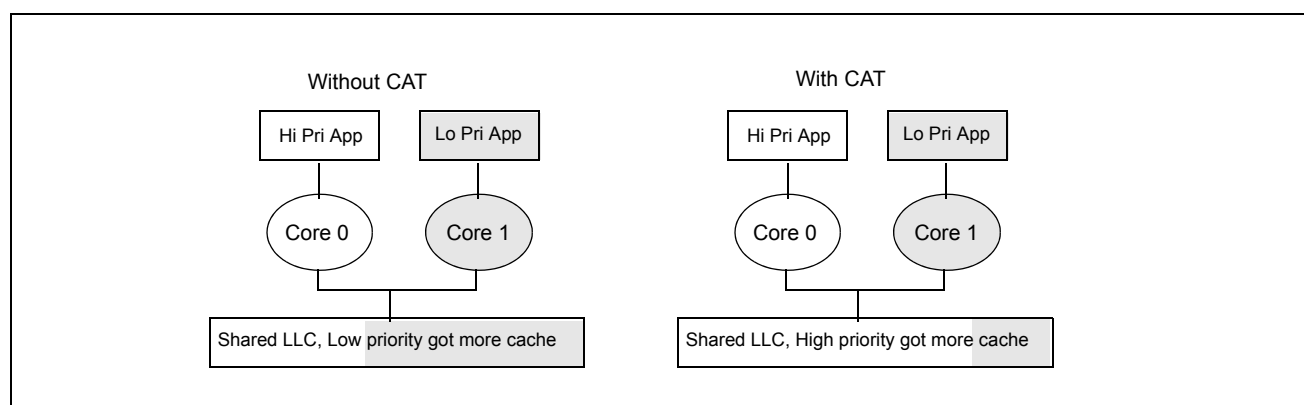 Without CAT
Hi Pri App
Lo Pri App
Core 0
Core 1
Shared LLC, Low priority got more cache
With CAT
Hi Pri App
Lo Pri App
Core 0
Core 1
Shared LLC, High priority got more cache